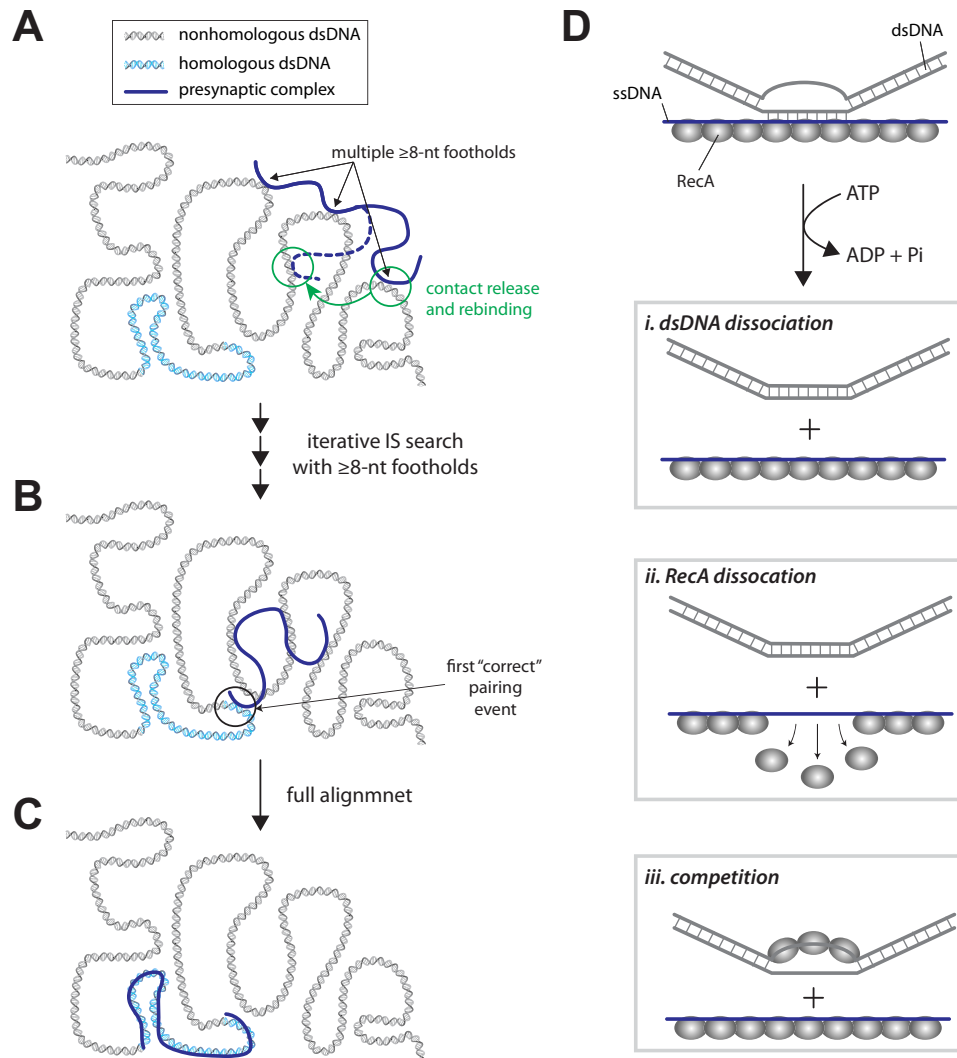 A
nonhomologous dsDNA
homologous dsDNA
presynaptic complex
multiple ≥8-nt footholds
contact release
and rebinding
iterative IS search
with ≥8-nt footholds
B
first “correct”
pairing
event
full alignmnet
C
D
dsDNA
ssDNA
RecA
ATP
ADP + Pi
i. dsDNA dissociation
+
ii. RecA dissocation
+
iii. competition
+